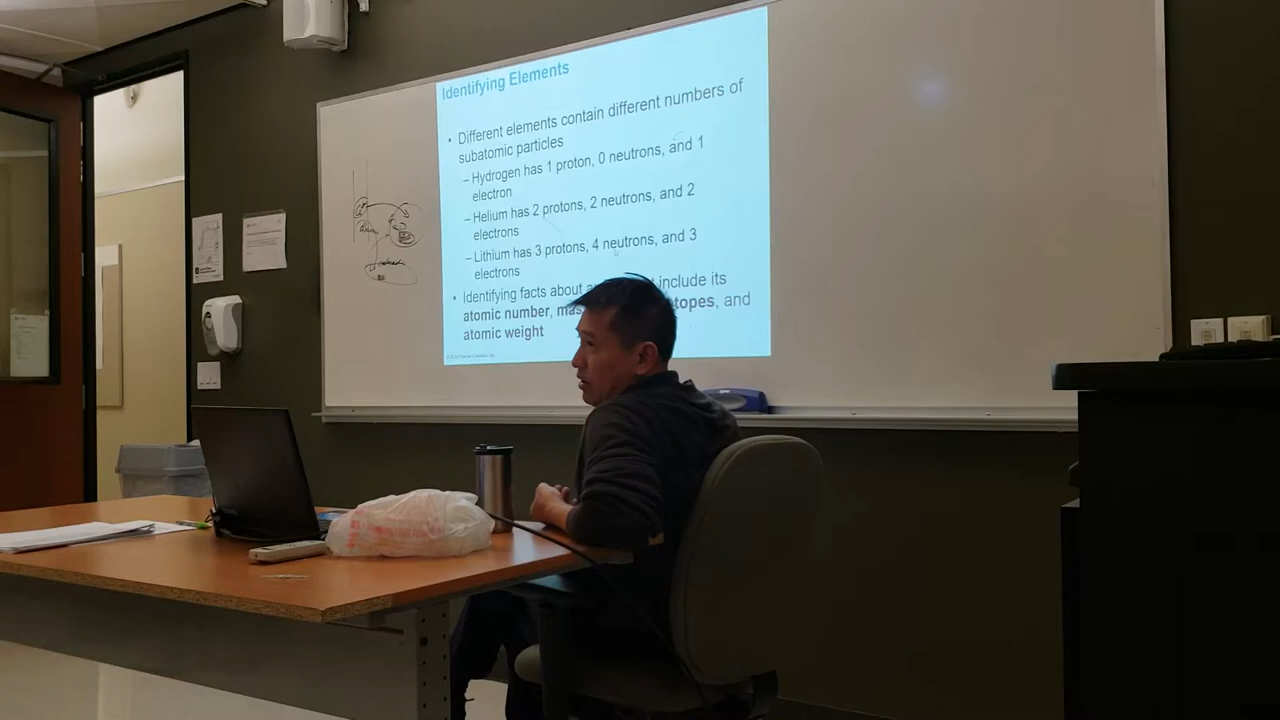 Identifying Elements
• Different elements contain different numbers of
subatomic particles
– Hydrogen has 1 proton, 0 neutrons, and 1
electron
– Helium has 2 protons, 2 neutrons, and 2
electrons
– Lithium has 3 protons, 4 neutrons, and 3
electrons
• Identifying facts about include its
atomic number, and
atomic weight